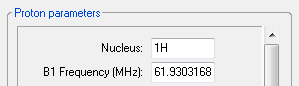 Proton parameters
Nucleus: 1H
B1 Frequency (MHz): 61.9303168